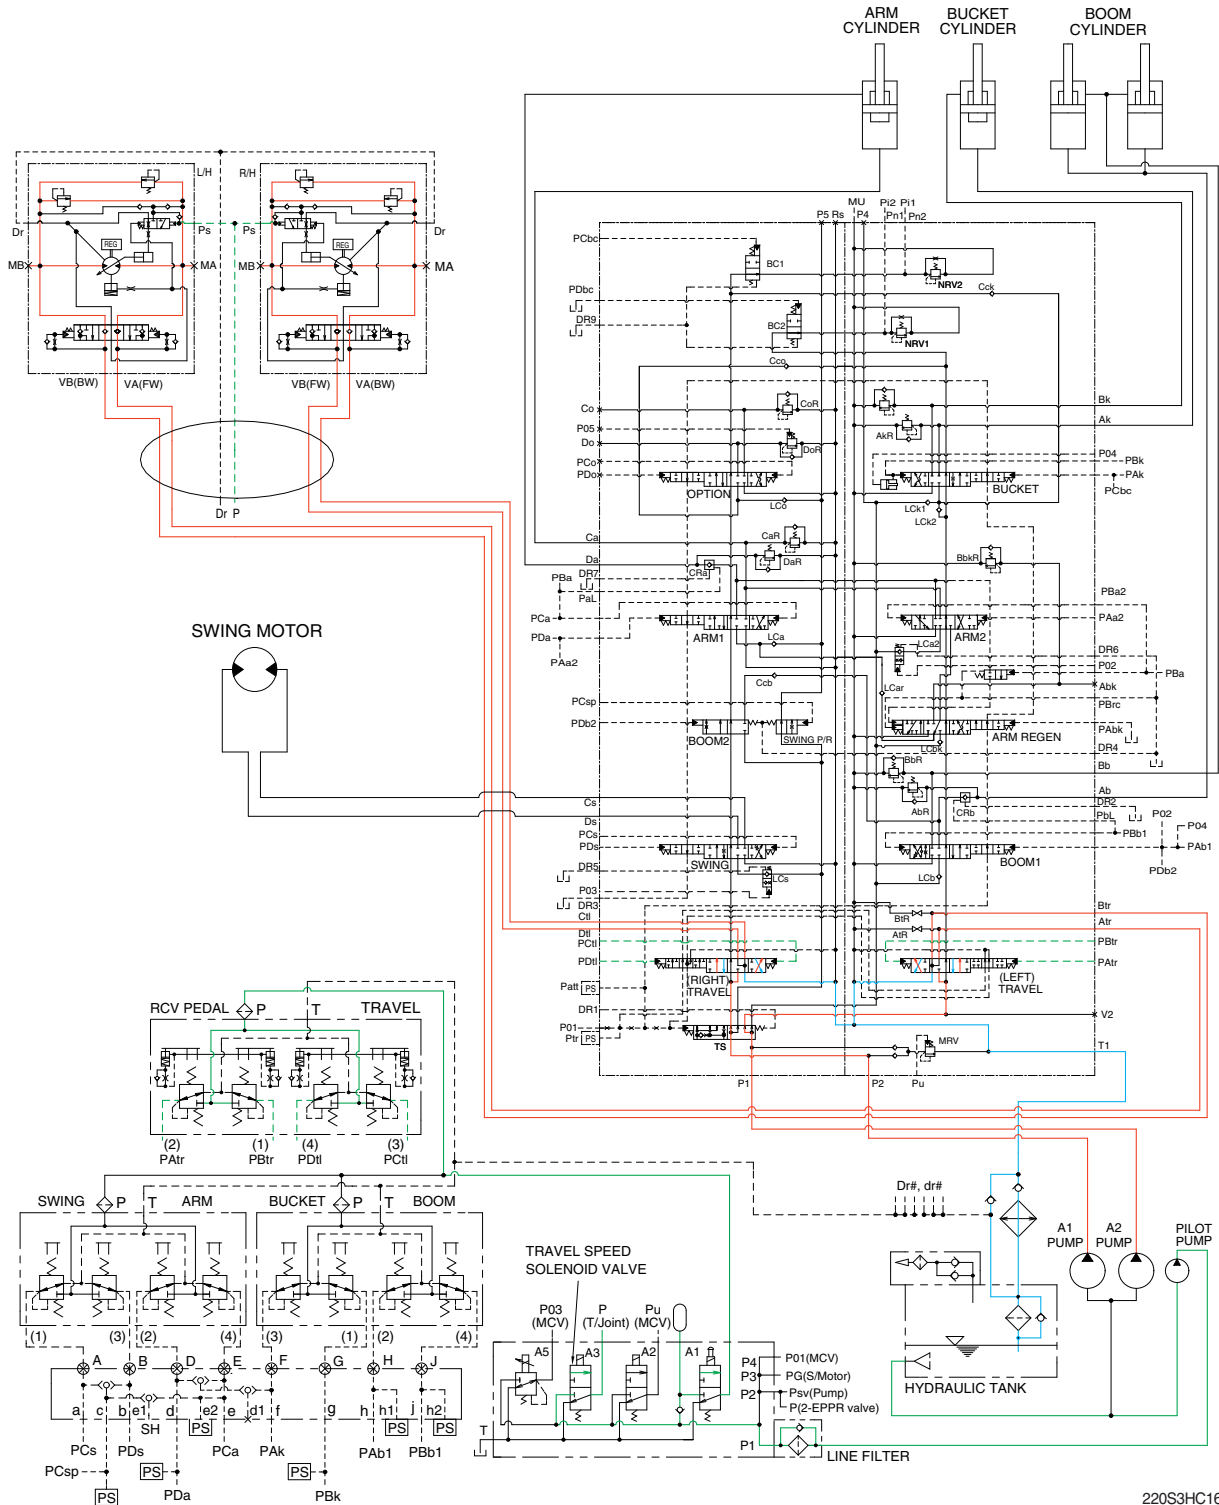 ARM
CYLINDER
BUCKET
CYLINDER
BOOM
CYLINDER
L/H
R/H
Dr
Ps
Ps
Dr
REG
REG
MB
MA
MB
MA
VB(BW)
VA(FW)
VB(FW)
VA(BW)
Dr P
MU
P5 Rs
P4
Pi2
Pn1
Pi1
Pn2
PCbc
BC1
NRV2
Cck
PDbc
DR9
BC2
NRV1
Cco
Co
CoR
P05
Do
DoR
PCo
PDo
OPTION
LCo
Bk
AkR
Ak
P04
PBk
PAk
PCbc
BUCKET
LCk1
LCk2
Ca
CaR
Da
DaR
CRa
DR7
PBa
PaL
PCa
PDa
PAa2
ARM1
LCa
BbkR
PBa2
PAa2
ARM2
LCa2
DR6
P02
PBa
Ccb
LCar
Abk
PBrc
PCsp
PDb2
BOOM2
SWING P/R
ARM REGEN
PAbk
LCbk
DR4
BbR
Bb
AbR
CRb
Ab
DR2
PbL
P02
P04
PBb1
PAb1
PDb2
BOOM1
LCb
SWING MOTOR
Cs
Ds
PCs
PDs
SWING
DR5
LCs
P03
DR3
Ctl
Dtl
PCtl
PDtl
(RIGHT)
TRAVEL
BtR
AtR
Btr
Atr
PBtr
PAtr
(LEFT)
TRAVEL
Patt PS
DR1
P01
Ptr PS
TS
V2
MRV
T1
P1
P2
Pu
RCV PEDAL
P
T
TRAVEL
(2)
(1)
(4)
(3)
PAtr
PBtr
PDtl
PCtl
SWING
P
T
ARM
BUCKET
P
T
BOOM
(1)
(3)
(2)
(4)
(3)
(1)
(2)
(4)
A
B
D
E
F
G
H
J
a
c
b
e1
d
e2
e
d1
f
g
h
h1
j
h2
SH
PS
PS
PS
PCs
PDs
PCa
PAk
PAb1
PBb1
PCsp
PS
PS
PDa
PS
PBk
TRAVEL SPEED
SOLENOID VALVE
P03
(MCV)
P
(T/Joint)
Pu
(MCV)
A5
A3
A2
A1
P4
P01(MCV)
P3
PG(S/Motor)
P2
Psv(Pump)
P(2-EPPR valve)
T
P1
LINE FILTER
Dr#, dr#
A1
PUMP
A2
PUMP
PILOT
PUMP
HYDRAULIC TANK
220S3HC16